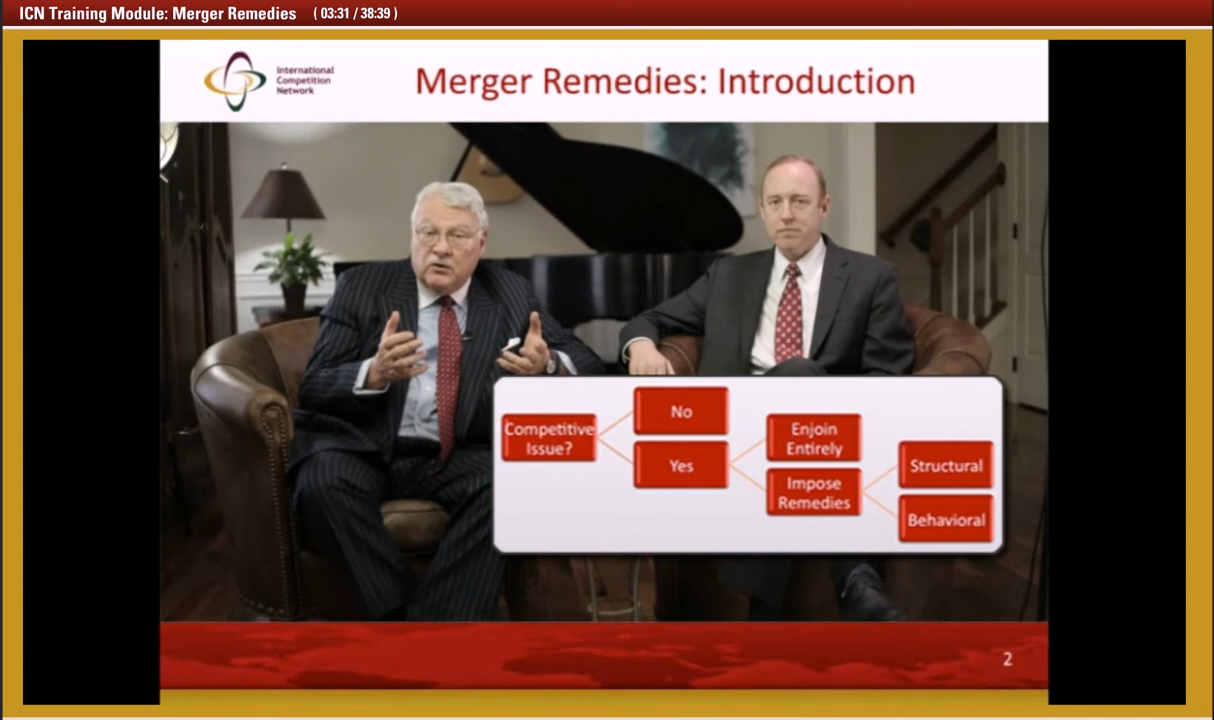 ICN Training Module: Merger Remedies ( 03:31 / 38:39 )
International
Competition
Network
Merger Remedies: Introduction
Competitive
Issue?
No
Yes
Enjoin
Entirely
Impose
Remedies
Structural
Behavioral
2